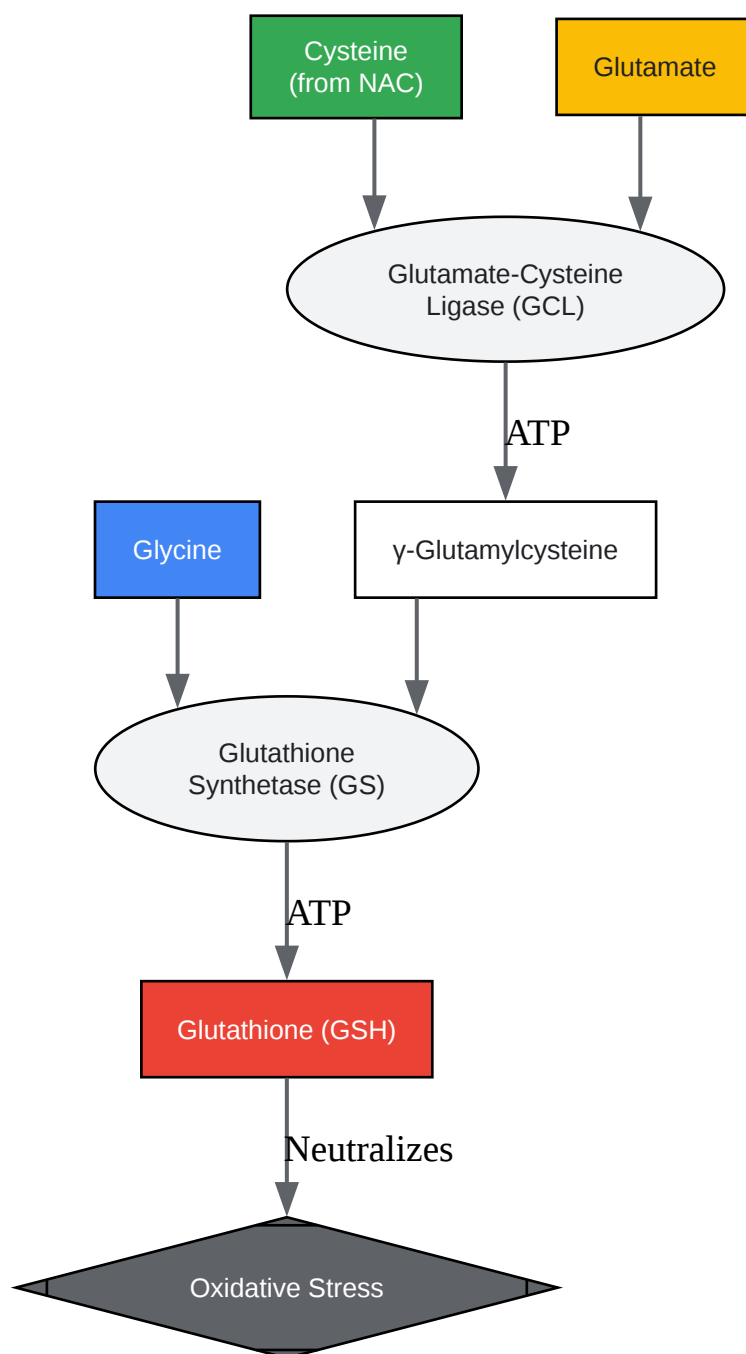 Cysteine
(from NAC)
Glutamate
Glutamate-Cysteine
Ligase (GCL)
ATP
Glycine
γ-Glutamylcysteine
Glutathione
Synthetase (GS)
ATP
Glutathione (GSH)
Neutralizes
Oxidative Stress